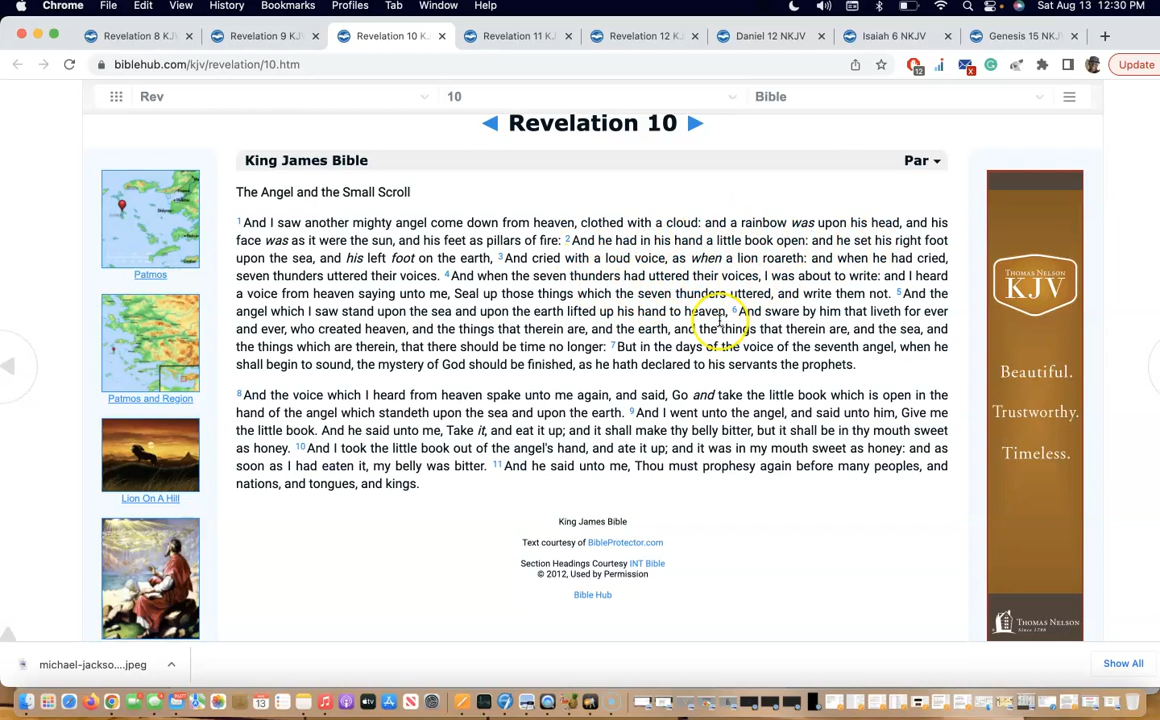 Chrome File Edit View History Bookmarks Profiles Tab Window Help Sat Aug 13 12:30 PM
Revelation 8 KJV Revelation 9 KJV Revelation 10 K Revelation 11 KJ Revelation 12 KJ Daniel 12 NKJV Isaiah 6 NKJV Genesis 15 NKJV
biblehub.com/kjv/revelation/10.htm 12 x Update
Rev 10 Bible
Revelation 10
King James Bible Par
The Angel and the Small Scroll
1 And I saw another mighty angel come down from heaven, clothed with a cloud: and a rainbow was upon his head, and his
face was as it were the sun, and his feet as pillars of fire: 2 And he had in his hand a little book open: and he set his right foot
upon the sea, and his left foot on the earth, 3 And cried with a loud voice, as when a lion roareth: and when he had cried,
seven thunders uttered their voices. 4 And when the seven thunders had uttered their voices, I was about to write: and I heard
a voice from heaven saying unto me, Seal up those things which the seven thunders uttered, and write them not. 5 And the
angel which I saw stand upon the sea and upon the earth lifted up his hand to heaven, 6 And sware by him that liveth for ever
and ever, who created heaven, and the things that therein are, and the earth, and the things that therein are, and the sea, and
the things which are therein, that there should be time no longer: 7 But in the days of the voice of the seventh angel, when he
shall begin to sound, the mystery of God should be finished, as he hath declared to his servants the prophets.
8 And the voice which I heard from heaven spake unto me again, and said, Go and take the little book which is open in the
hand of the angel which standeth upon the sea and upon the earth. 9 And I went unto the angel, and said unto him, Give me
the little book. And he said unto me, Take it, and eat it up; and it shall make thy belly bitter, but it shall be in thy mouth sweet
as honey. 10 And I took the little book out of the angel's hand, and ate it up; and it was in my mouth sweet as honey: and as
soon as I had eaten it, my belly was bitter. 11 And he said unto me, Thou must prophesy again before many peoples, and
nations, and tongues, and kings.
King James Bible
Text courtesy of BibleProtector.com
Section Headings Courtesy INT Bible
© 2012, Used by Permission
Bible Hub
Patmos
Patmos and Region
Lion On A Hill
THOMAS NELSON
KJV
Beautiful.
Trustworthy.
Timeless.
THOMAS NELSON
Since 1798
michael-jackso....jpeg Show All